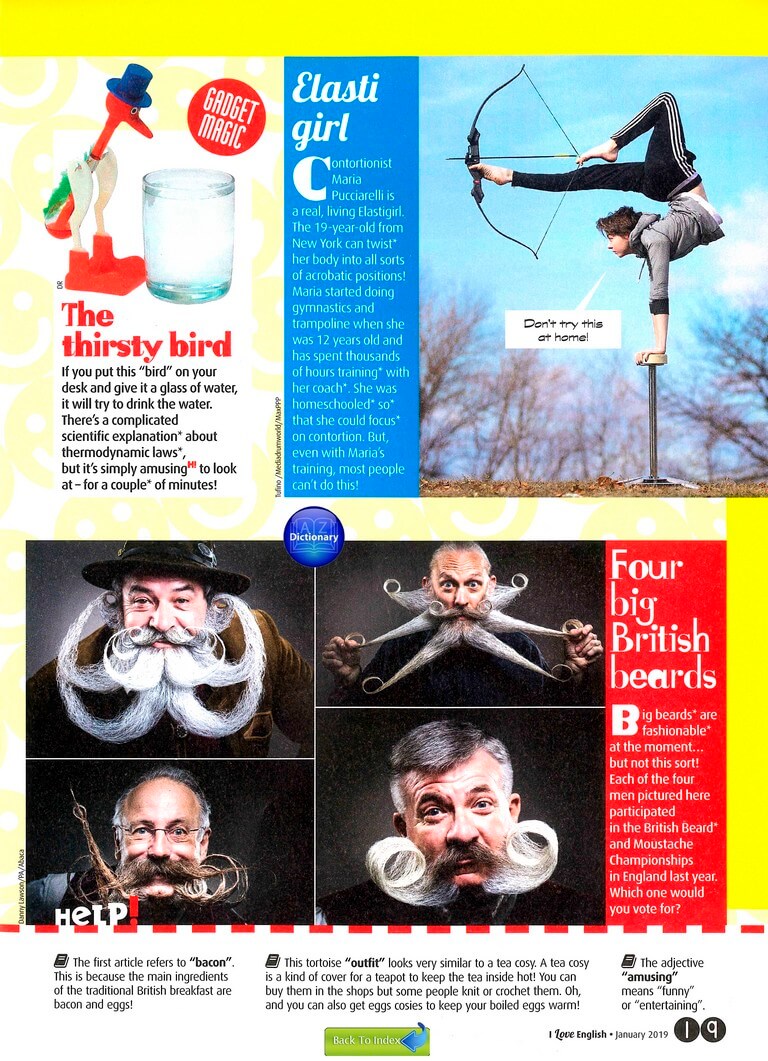 GADGET
MAGIC
DR
The
thirsty bird
If you put this “bird” on your
desk and give it a glass of water,
it will try to drink the water.
There’s a complicated
scientific explanation* about
thermodynamic laws*,
but it’s simply amusingH! to look
at – for a couple* of minutes!
Elasti
girl
Contortionist
Maria
Pucciarelli is
a real, living Elastigirl.
The 19-year-old from
New York can twist*
her body into all sorts
of acrobatic positions!
Maria started doing
gymnastics and
trampoline when she
was 12 years old and
has spent thousands
of hours training* with
her coach*. She was
homeschooled* so*
that she could focus*
on contortion. But,
even with Maria’s
training, most people
can’t do this!
Tufino /Mediadrumworld/MaxPPP
Don't try this
at home!
A Z
Dictionary
Four
big
British
beards
Big beards* are
fashionable*
at the moment...
but not this sort!
Each of the four
men pictured here
participated
in the British Beard*
and Moustache
Championships
in England last year.
Which one would
you vote for?
Danny Lawson/PA/Abaca
HeLP!
The first article refers to “bacon”.
This is because the main ingredients
of the traditional British breakfast are
bacon and eggs!
This tortoise “outfit” looks very similar to a tea cosy. A tea cosy
is a kind of cover for a teapot to keep the tea inside hot! You can
buy them in the shops but some people knit or crochet them. Oh,
and you can also get eggs cosies to keep your boiled eggs warm!
The adjective
“amusing”
means “funny”
or “entertaining”.
Back To Index
I Love English • January 2019 19